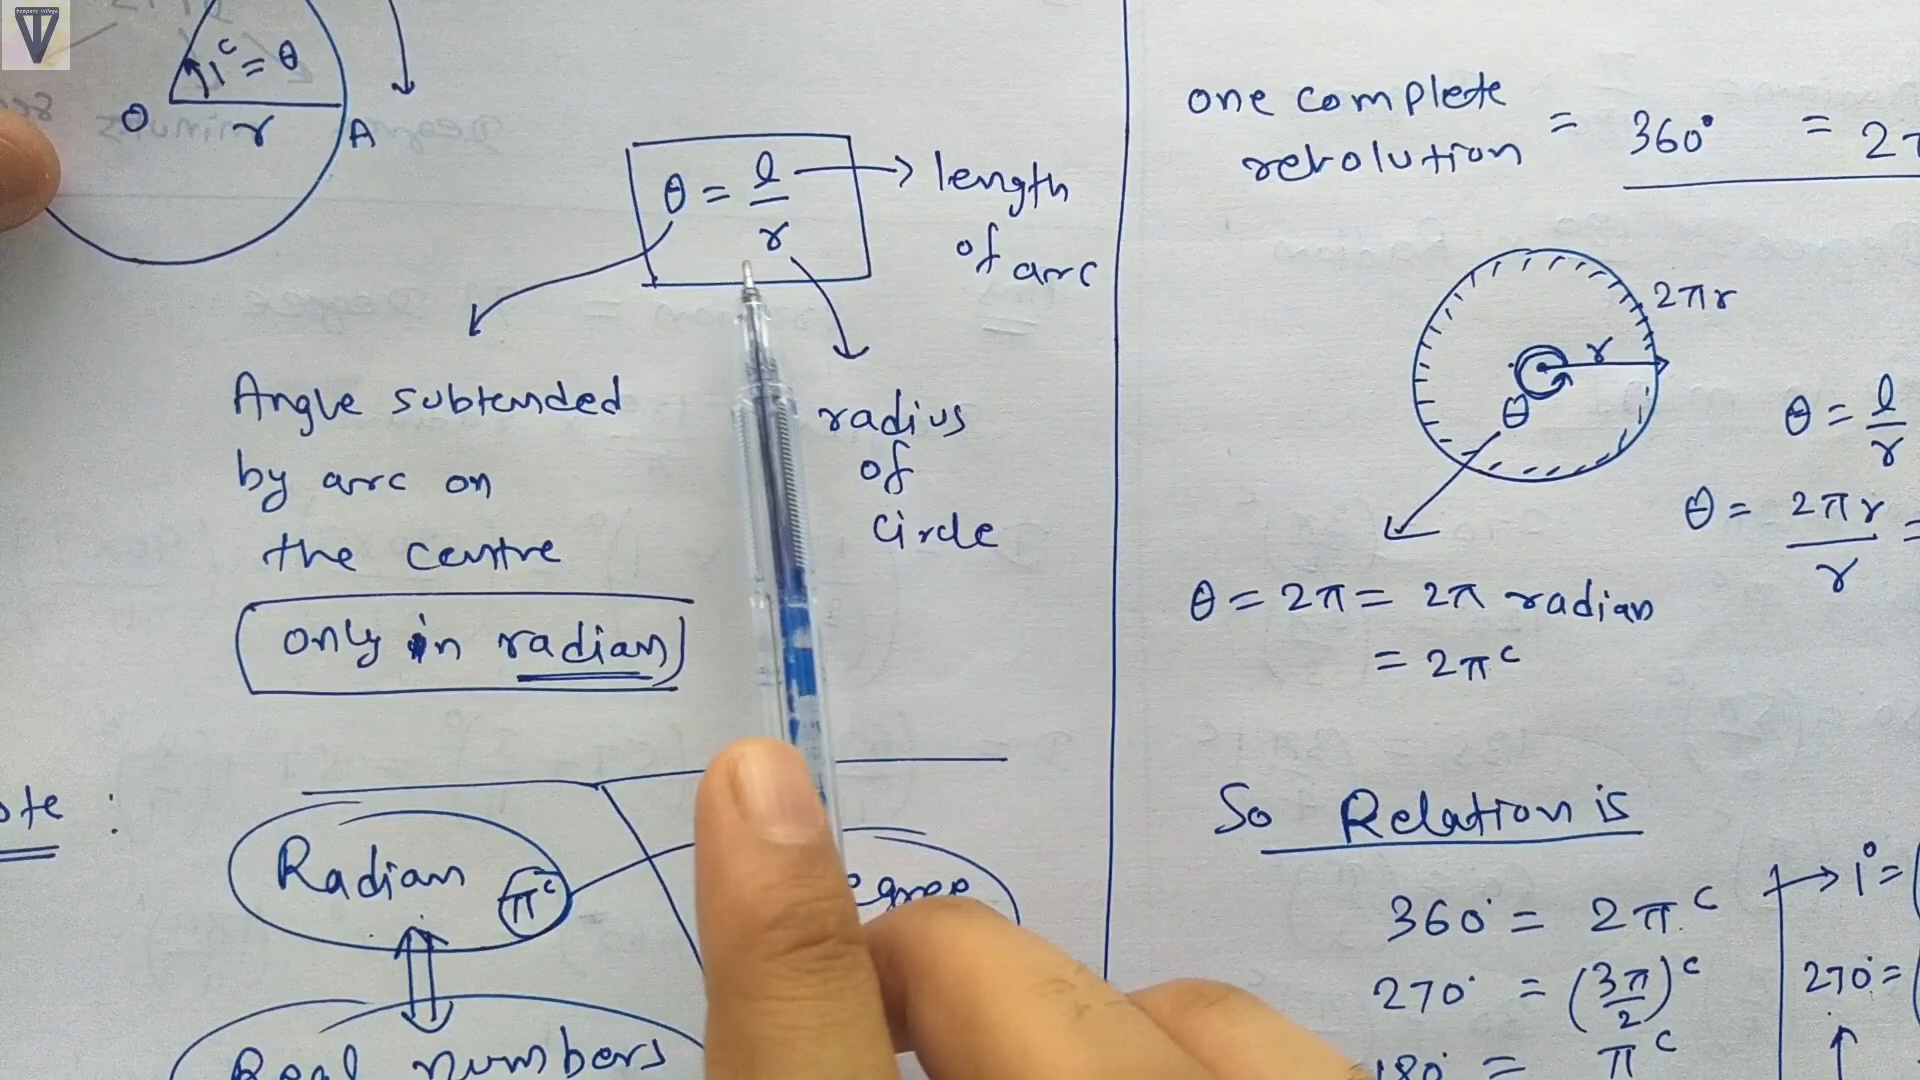 1ᶜ = θ
O
r
A
θ = l/r
length
of arc
Angle subtended
by arc on
the centre
only in radian
radius
of
circle
: 
Radian
πᶜ
Real numbers
one complete
revolution
= 360° = 2
2πr
r
θ
θ = l/r
θ = 2πr/r =
θ = 2π = 2π radian
= 2πᶜ
So Relation is
360° = 2πᶜ
270° = (3π/2)ᶜ
180° = πᶜ
1° =
270° =